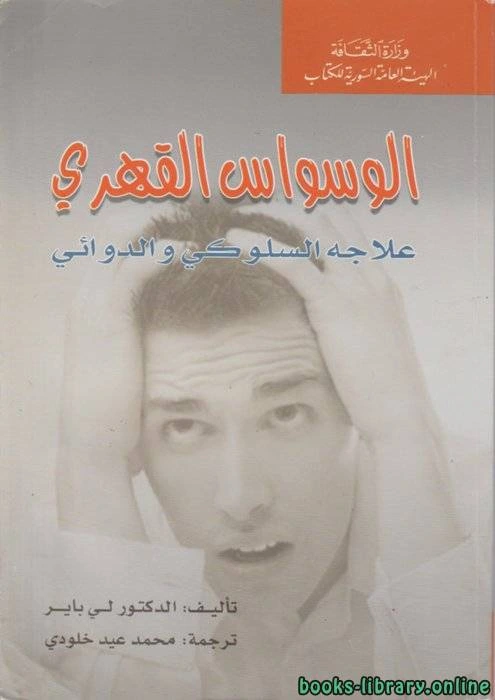 وزارة الثقافة
الهيئة العامة السورية للكتاب
الوسواس القهري
علاجه السلوكي والدوائي
تأليف: الدكتور لي باير
ترجمة: محمد عيد خلودي
books-library.online